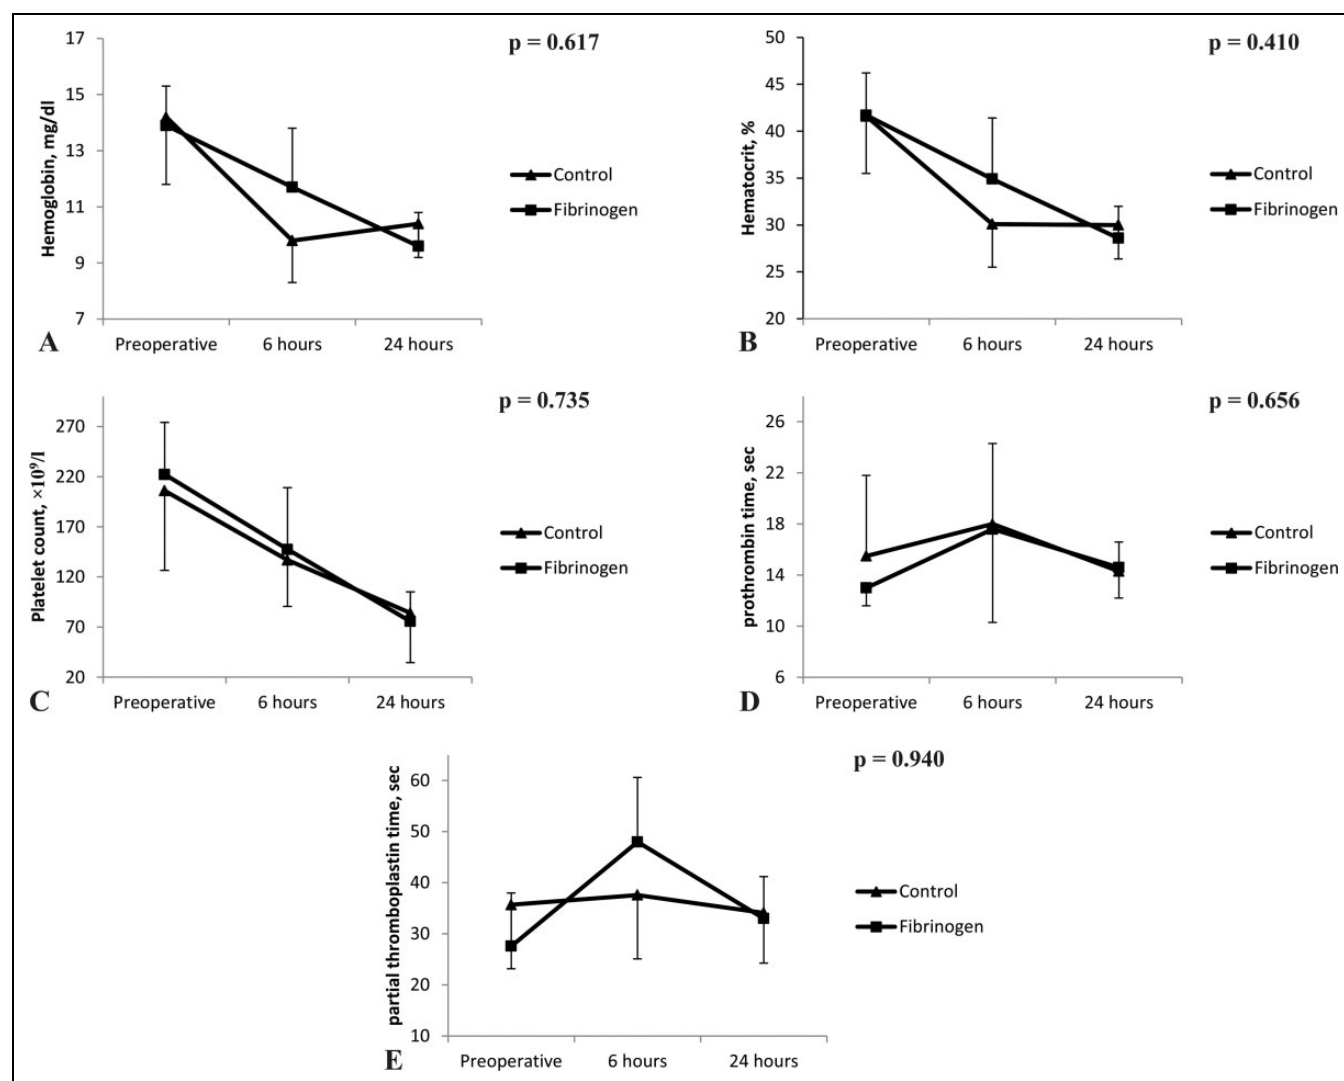 p = 0.617
Hemoglobin, mg/dl
17
15
13
11
9
7
Control
Fibrinogen
A
Preoperative 6 hours 24 hours
p = 0.410
Hematocrit, %
50
45
40
35
30
25
20
Control
Fibrinogen
B
Preoperative 6 hours 24 hours
p = 0.735
Platelet count, ×10⁹/l
270
220
170
120
70
20
Control
Fibrinogen
C
Preoperative 6 hours 24 hours
p = 0.656
prothrombin time, sec
26
22
18
14
10
6
Control
Fibrinogen
D
Preoperative 6 hours 24 hours
p = 0.940
partial thromboplastin time, sec
60
50
40
30
20
10
Control
Fibrinogen
E
Preoperative 6 hours 24 hours